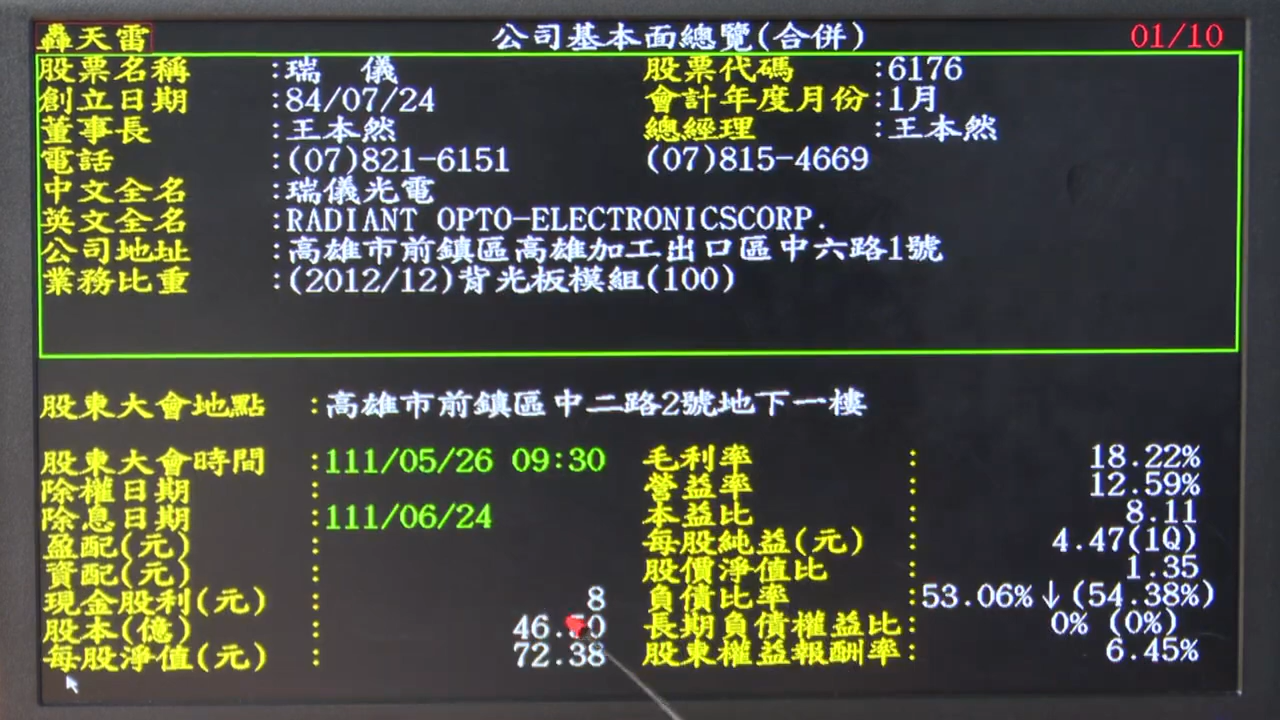 轟天雷 公司基本面總覽(合併) 01/10
股票名稱 :瑞 儀 股票代碼 :6176
創立日期 :84/07/24 會計年度月份:1月
董事長 :王本然 總經理 :王本然
電話 :(07)821-6151 (07)815-4669
中文全名 :瑞儀光電
英文全名 :RADIANT OPTO-ELECTRONICSCORP.
公司地址 :高雄市前鎮區高雄加工出口區中六路1號
業務比重 :(2012/12)背光板模組(100)
股東大會地點 :高雄市前鎮區中二路2號地下一樓
股東大會時間 :111/05/26 09:30 毛利率 : 18.22%
除權日期 : 營益率 : 12.59%
除息日期 :111/06/24 本益比 : 8.11
盈配(元) : 每股純益(元) : 4.47(1Q)
資配(元) : 股價淨值比 : 1.35
現金股利(元) : 8 負債比率 :53.06%↓(54.38%)
股本(億) : 長期負債權益比: 0% (0%)
每股淨值(元) : 72.38 股東權益報酬率: 6.45%